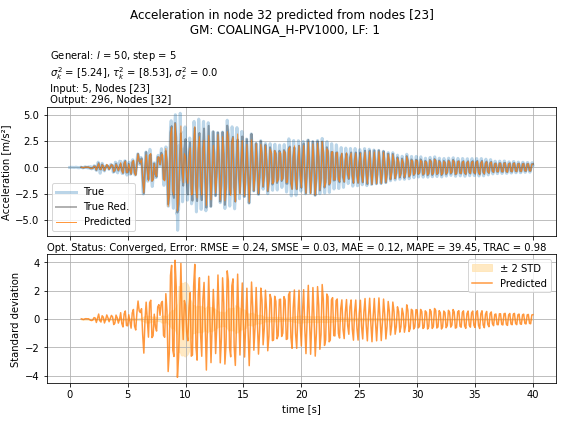 Acceleration in node 32 predicted from nodes [23]
GM: COALINGA_H-PV1000, LF: 1
General: l = 50, step = 5
σ²ₖ = [5.24], τ²ₖ = [8.53], σ²ₑ = 0.0
Input: 5, Nodes [23]
Output: 296, Nodes [32]
Acceleration [m/s²]
5.0
2.5
0.0
−2.5
−5.0
True
True Red.
Predicted
Opt. Status: Converged, Error: RMSE = 0.24, SMSE = 0.03, MAE = 0.12, MAPE = 39.45, TRAC = 0.98
Standard deviation
4
2
0
−2
−4
± 2 STD
Predicted
0 5 10 15 20 25 30 35 40
time [s]